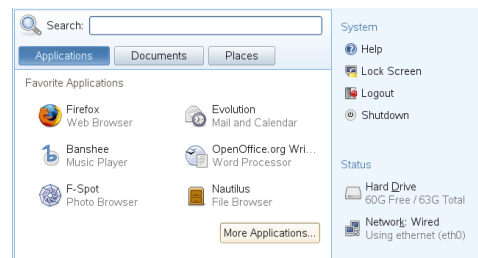 Search:
Applications
Documents
Places
Favorite Applications
Firefox
Web Browser
Evolution
Mail and Calendar
Banshee
Music Player
OpenOffice.org Wri...
Word Processor
F-Spot
Photo Browser
Nautilus
File Browser
More Applications...
System
Help
Lock Screen
Logout
Shutdown
Status
Hard Drive
60G Free / 63G Total
Network: Wired
Using ethernet (eth0)